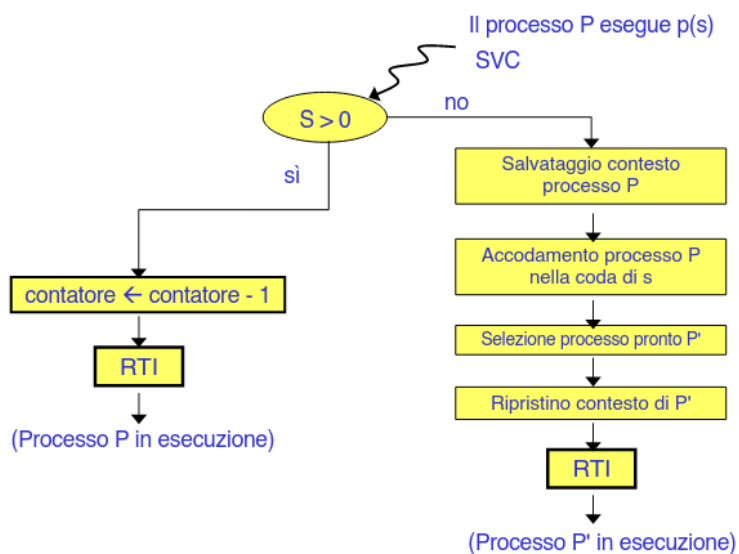 Il processo P esegue p(s)
SVC
S > 0
no
sì
Salvataggio contesto
processo P
Accodamento processo P
nella coda di s
contatore ← contatore - 1
Selezione processo pronto P'
RTI
Ripristino contesto di P'
(Processo P in esecuzione)
RTI
(Processo P' in esecuzione)